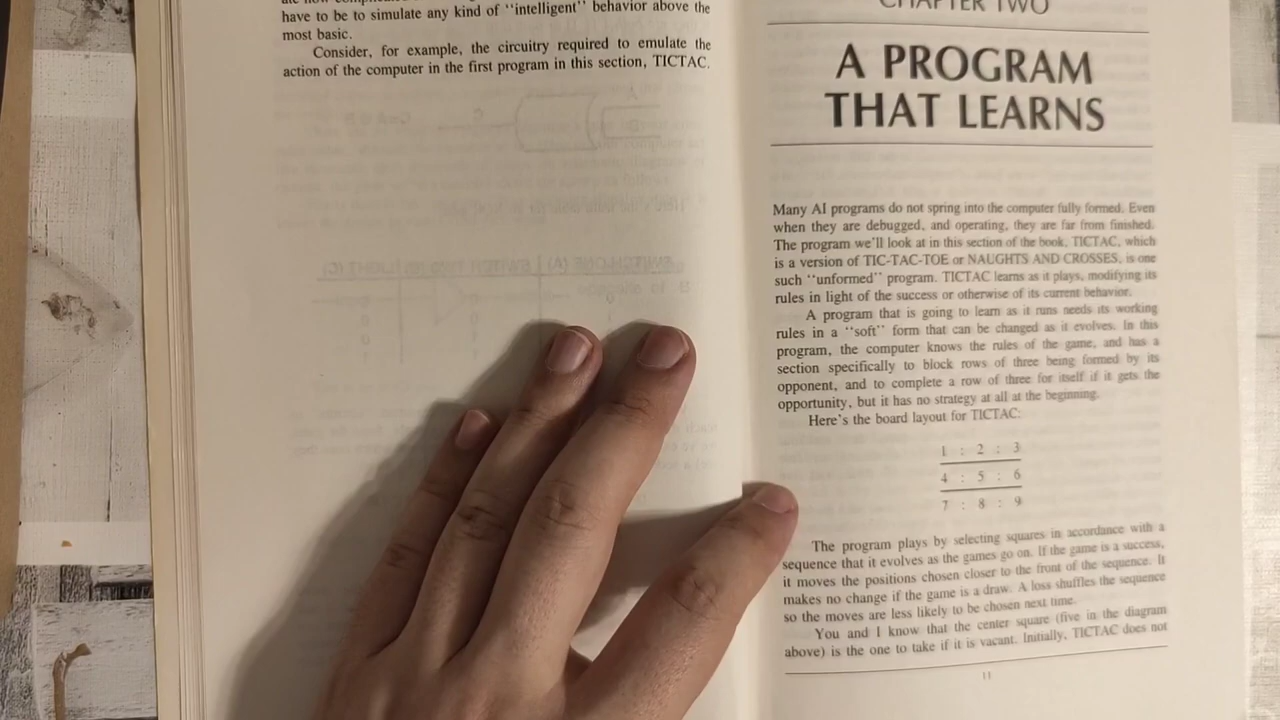 have to be to simulate any kind of “intelligent” behavior above the
most basic.
Consider, for example, the circuitry required to emulate the
action of the computer in the first program in this section, TICTAC.
CHAPTER TWO
A PROGRAM
THAT LEARNS
Many AI programs do not spring into the computer fully formed. Even
when they are debugged, and operating, they are far from finished.
The program we'll look at in this section of the book, TICTAC, which
is a version of TIC-TAC-TOE or NAUGHTS AND CROSSES, is one
such “unformed” program. TICTAC learns as it plays, modifying its
rules in light of the success or otherwise of its current behavior.
A program that is going to learn as it runs needs its working
rules in a “soft” form that can be changed as it evolves. In this
program, the computer knows the rules of the game, and has a
section specifically to block rows of three being formed by its
opponent, and to complete a row of three for itself if it gets the
opportunity, but it has no strategy at all at the beginning.
Here's the board layout for TICTAC:
1 : 2 : 3
4 : 5 : 6
7 : 8 : 9
The program plays by selecting squares in accordance with a
sequence that it evolves as the games go on. If the game is a success,
it moves the positions chosen closer to the front of the sequence. It
makes no change if the game is a draw. A loss shuffles the sequence
so the moves are less likely to be chosen next time.
You and I know that the center square (five in the diagram
above) is the one to take if it is vacant. Initially, TICTAC does not
11